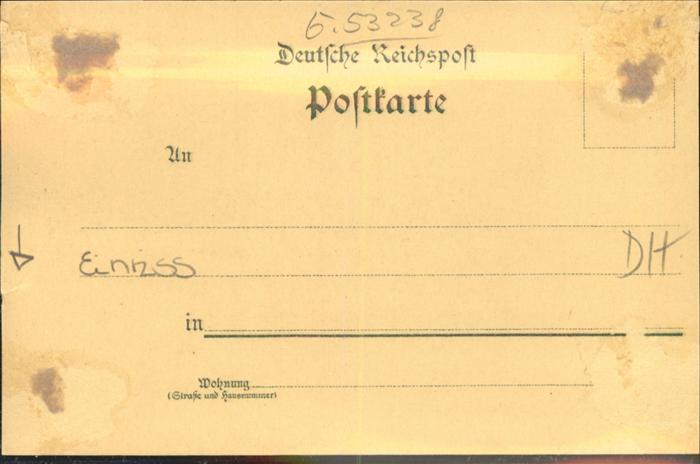 6.53238
Deutsche Reichspost
Postkarte
An
Einriss
DH
in
Wohnung
(Straße und Hausnummer)